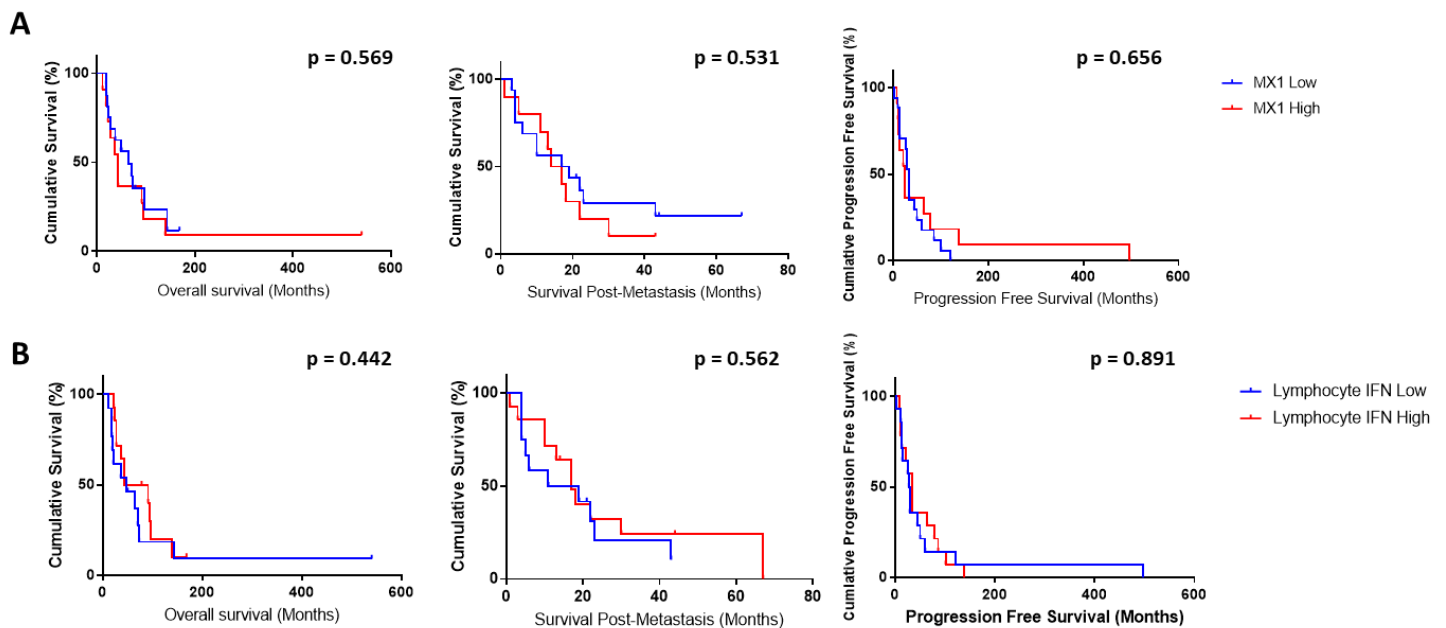 A
p = 0.569
Cumulative Survival (%)
100
50
0
0 200 400 600
Overall survival (Months)
p = 0.531
Cumulative Survival (%)
100
50
0
0 20 40 60 80
Survival Post-Metastasis (Months)
p = 0.656
Cumlative Progression Free Survival (%)
100
50
0
0 200 400 600
Progression Free Survival (Months)
MX1 Low
MX1 High
B
p = 0.442
Cumulative Survival (%)
100
50
0
0 200 400 600
Overall survival (Months)
p = 0.562
Cumulative Survival (%)
100
50
0
0 20 40 60 80
Survival Post-Metastasis (Months)
p = 0.891
Cumulative Progression Free Survival (%)
100
50
0
0 200 400 600
Progression Free Survival (Months)
Lymphocyte IFN Low
Lymphocyte IFN High